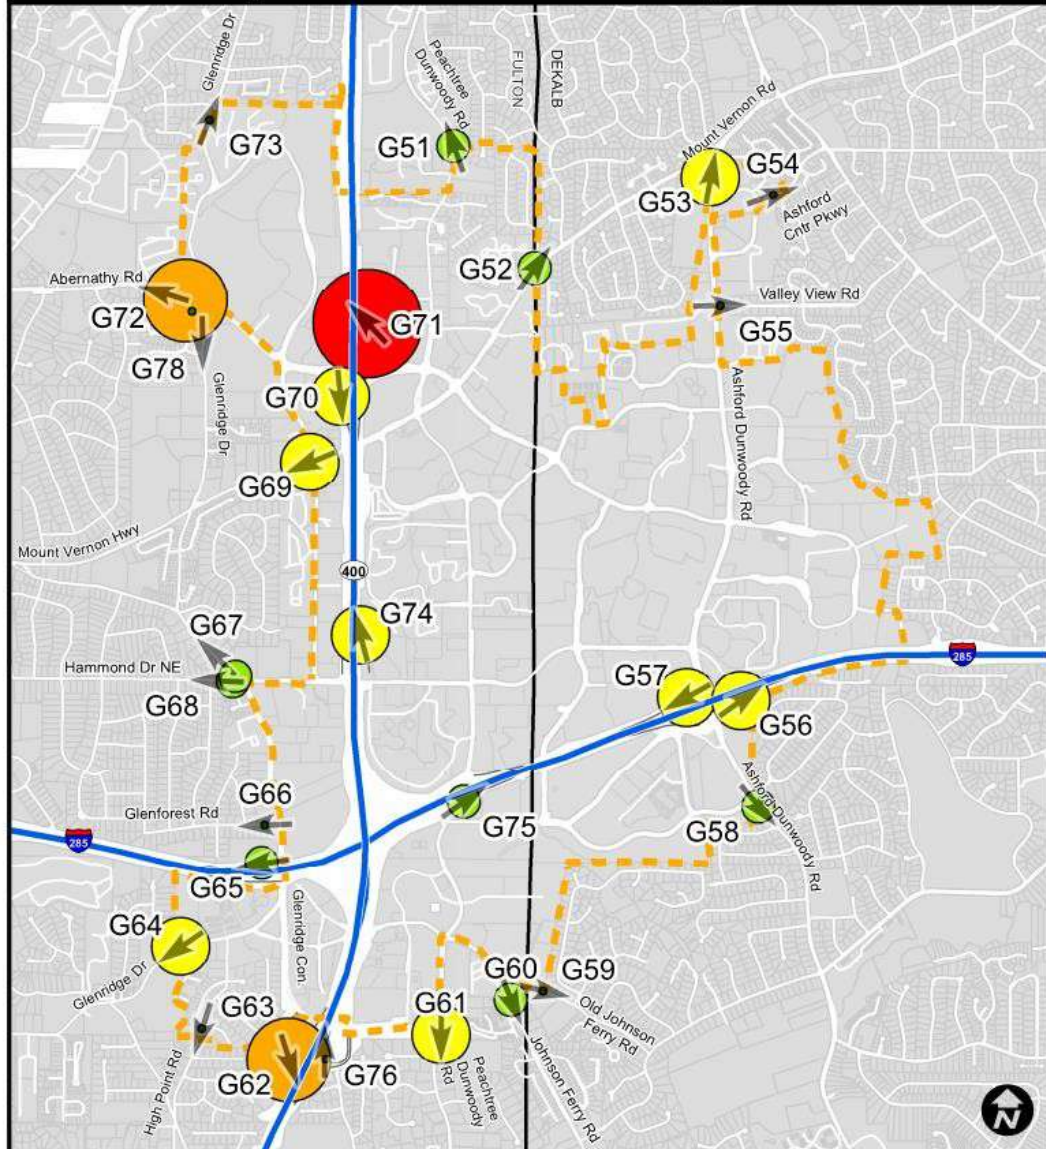 Glenridge Dr
Peachtree
Dunwoody Rd
FULTON
DEKALB
Mount Vernon Rd
G73
G51
G54
G53
Ashford
Cntr Pkwy
G52
Abernathy Rd
G72
G71
Valley View Rd
G55
G78
Glenridge Dr
G70
Ashford Dunwoody Rd
G69
Mount Vernon Hwy
400
G74
G67
Hammond Dr NE
G68
G57
285
G56
Ashford Dunwoody Rd
G66
Glenforest Rd
G75
G58
285
G65
Glenridge Con.
G64
Glenridge Dr
G63
G60
G59
G61
Old Johnson
Ferry Rd
High Point Rd
G62
G76
Peachtree
Dunwoody
Rd
Johnson Ferry Rd
N